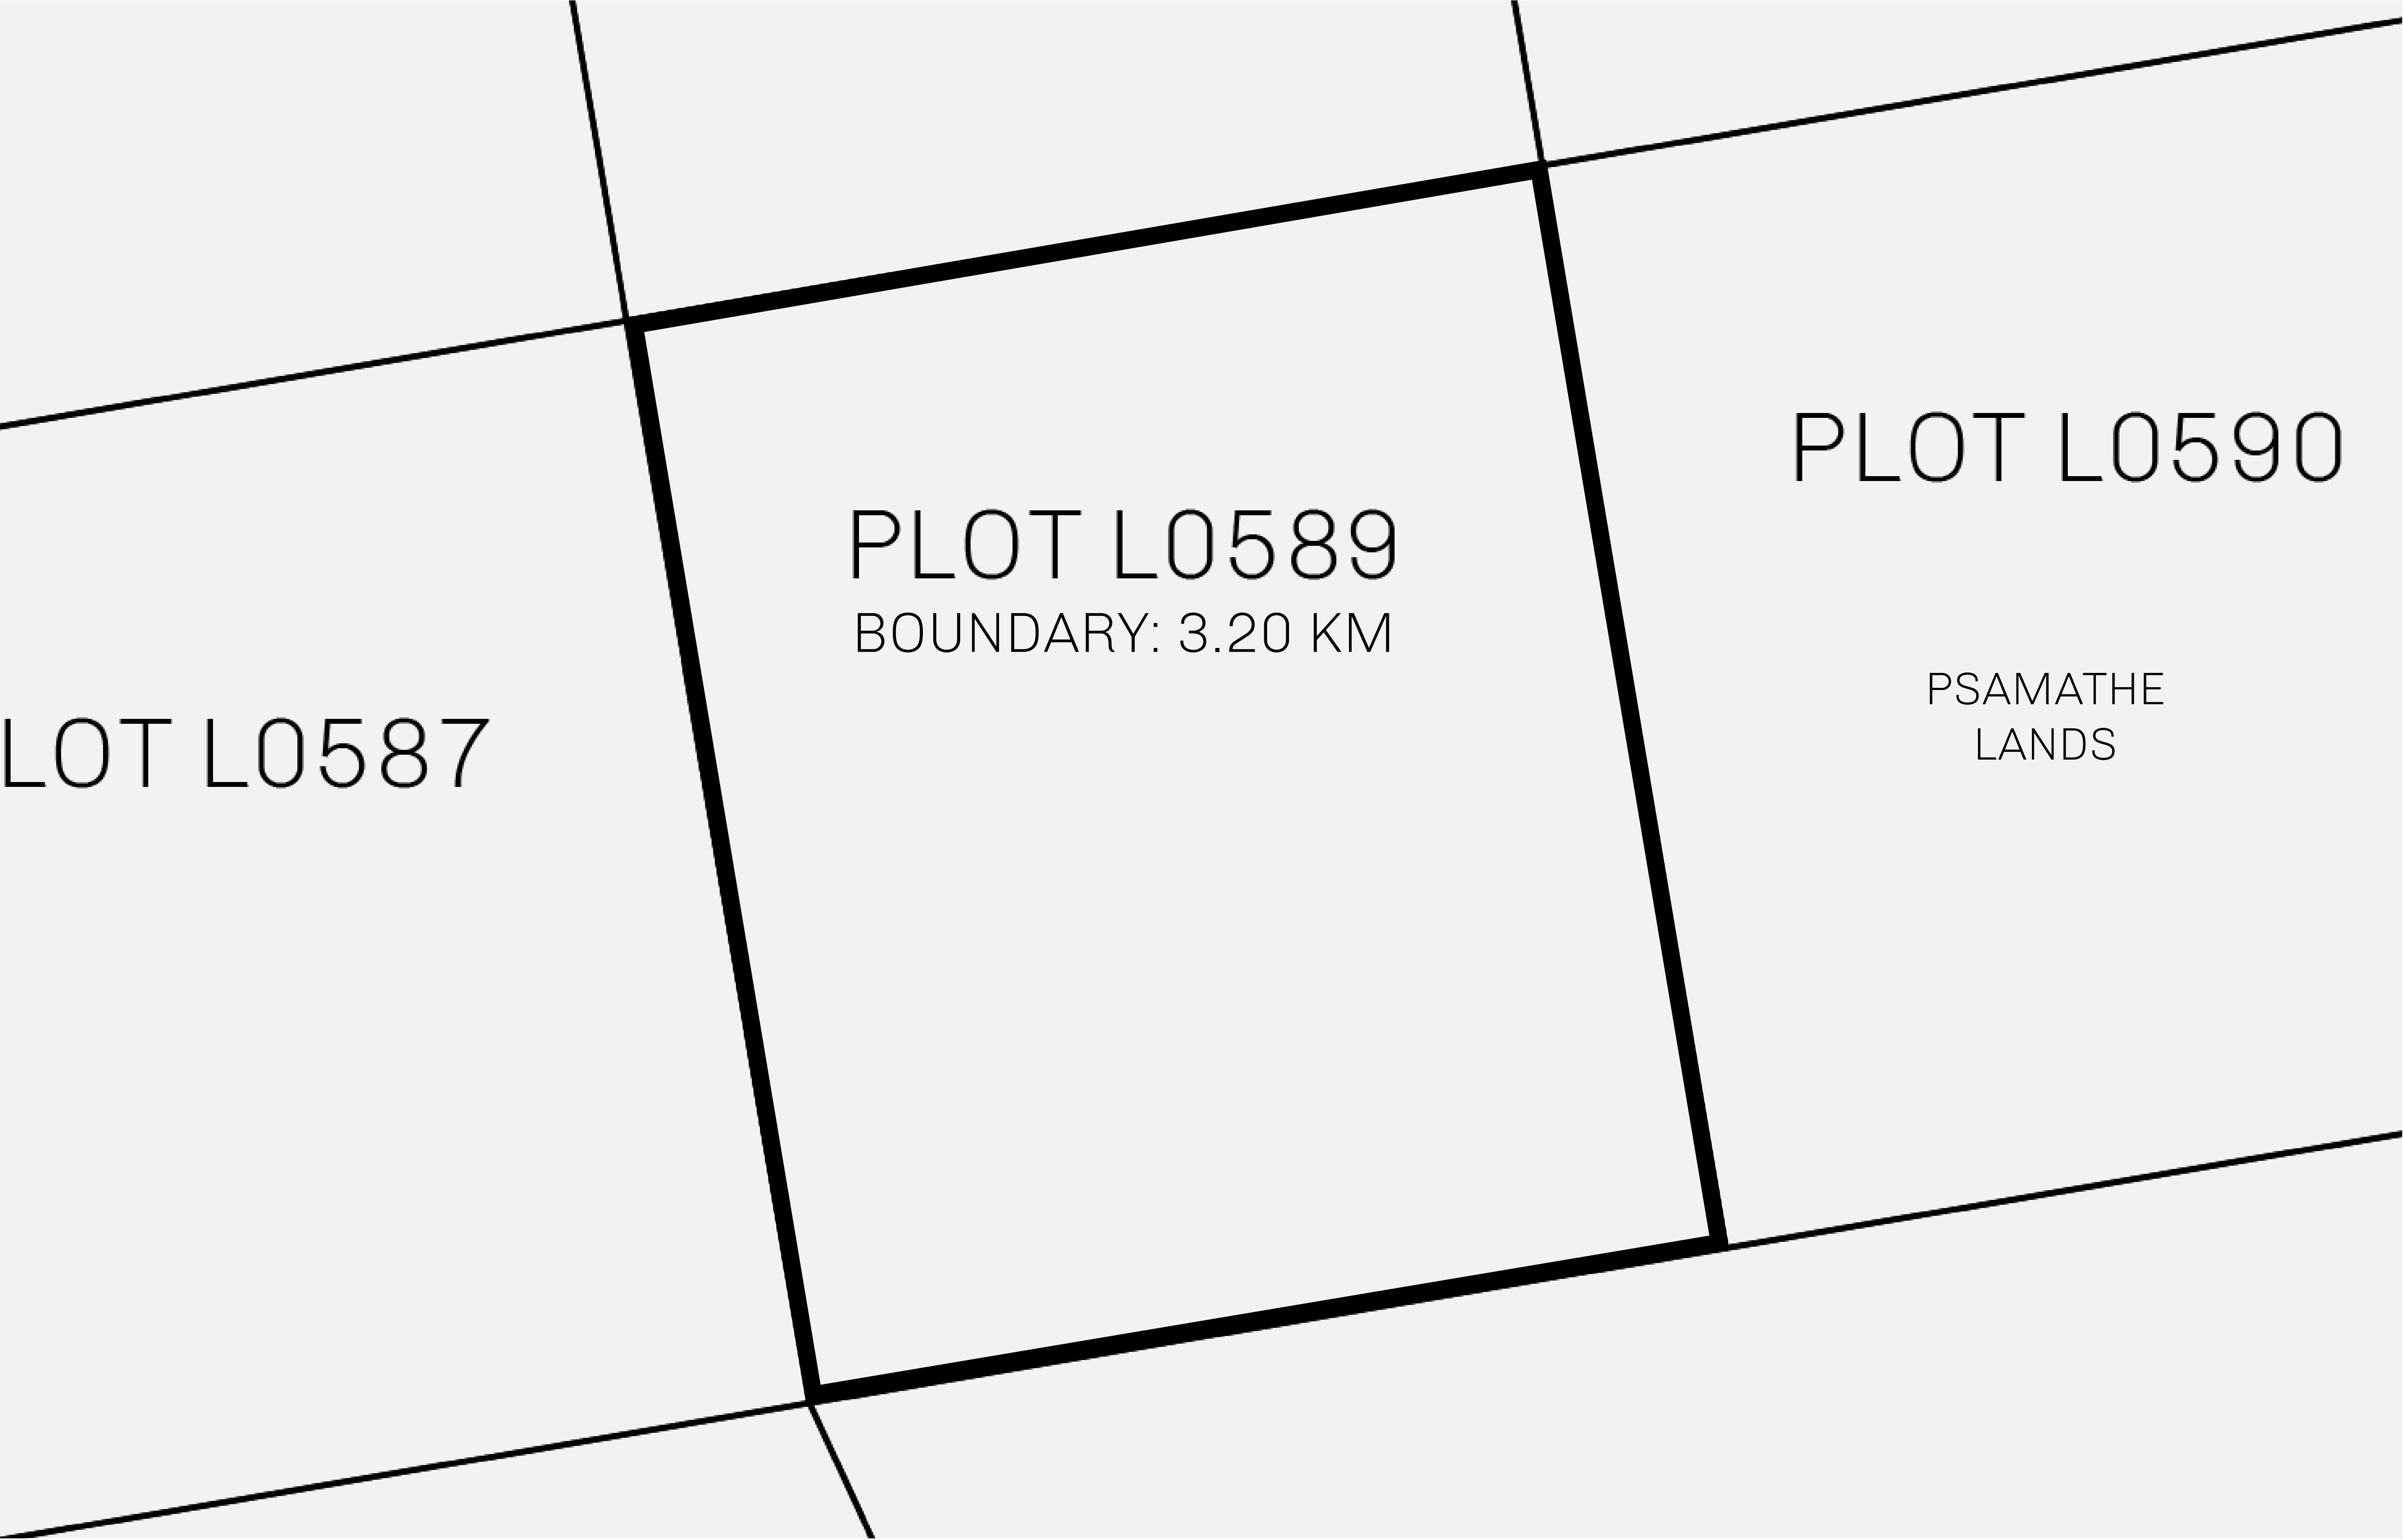 PLOT L0590
PLOT L0589
BOUNDARY: 3.20 KM
PSAMATHE
LANDS
LOT L0587